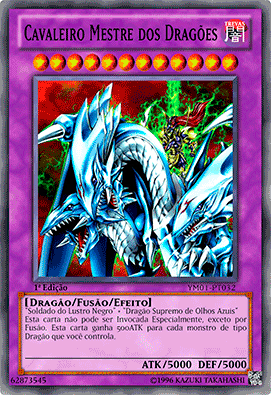 Cavaleiro Mestre dos Dragões
TREVAS
1ª Edição
YM01-PT032
[Dragão/Fusão/Efeito]
"Soldado do Lustro Negro" + "Dragão Supremo de Olhos Azuis"
Esta carta não pode ser Invocada Especialmente, exceto por
Fusão. Esta carta ganha 500ATK para cada monstro de tipo
Dragão que você controla.
ATK/5000 DEF/5000
62873545
©1996 KAZUKI TAKAHASHI